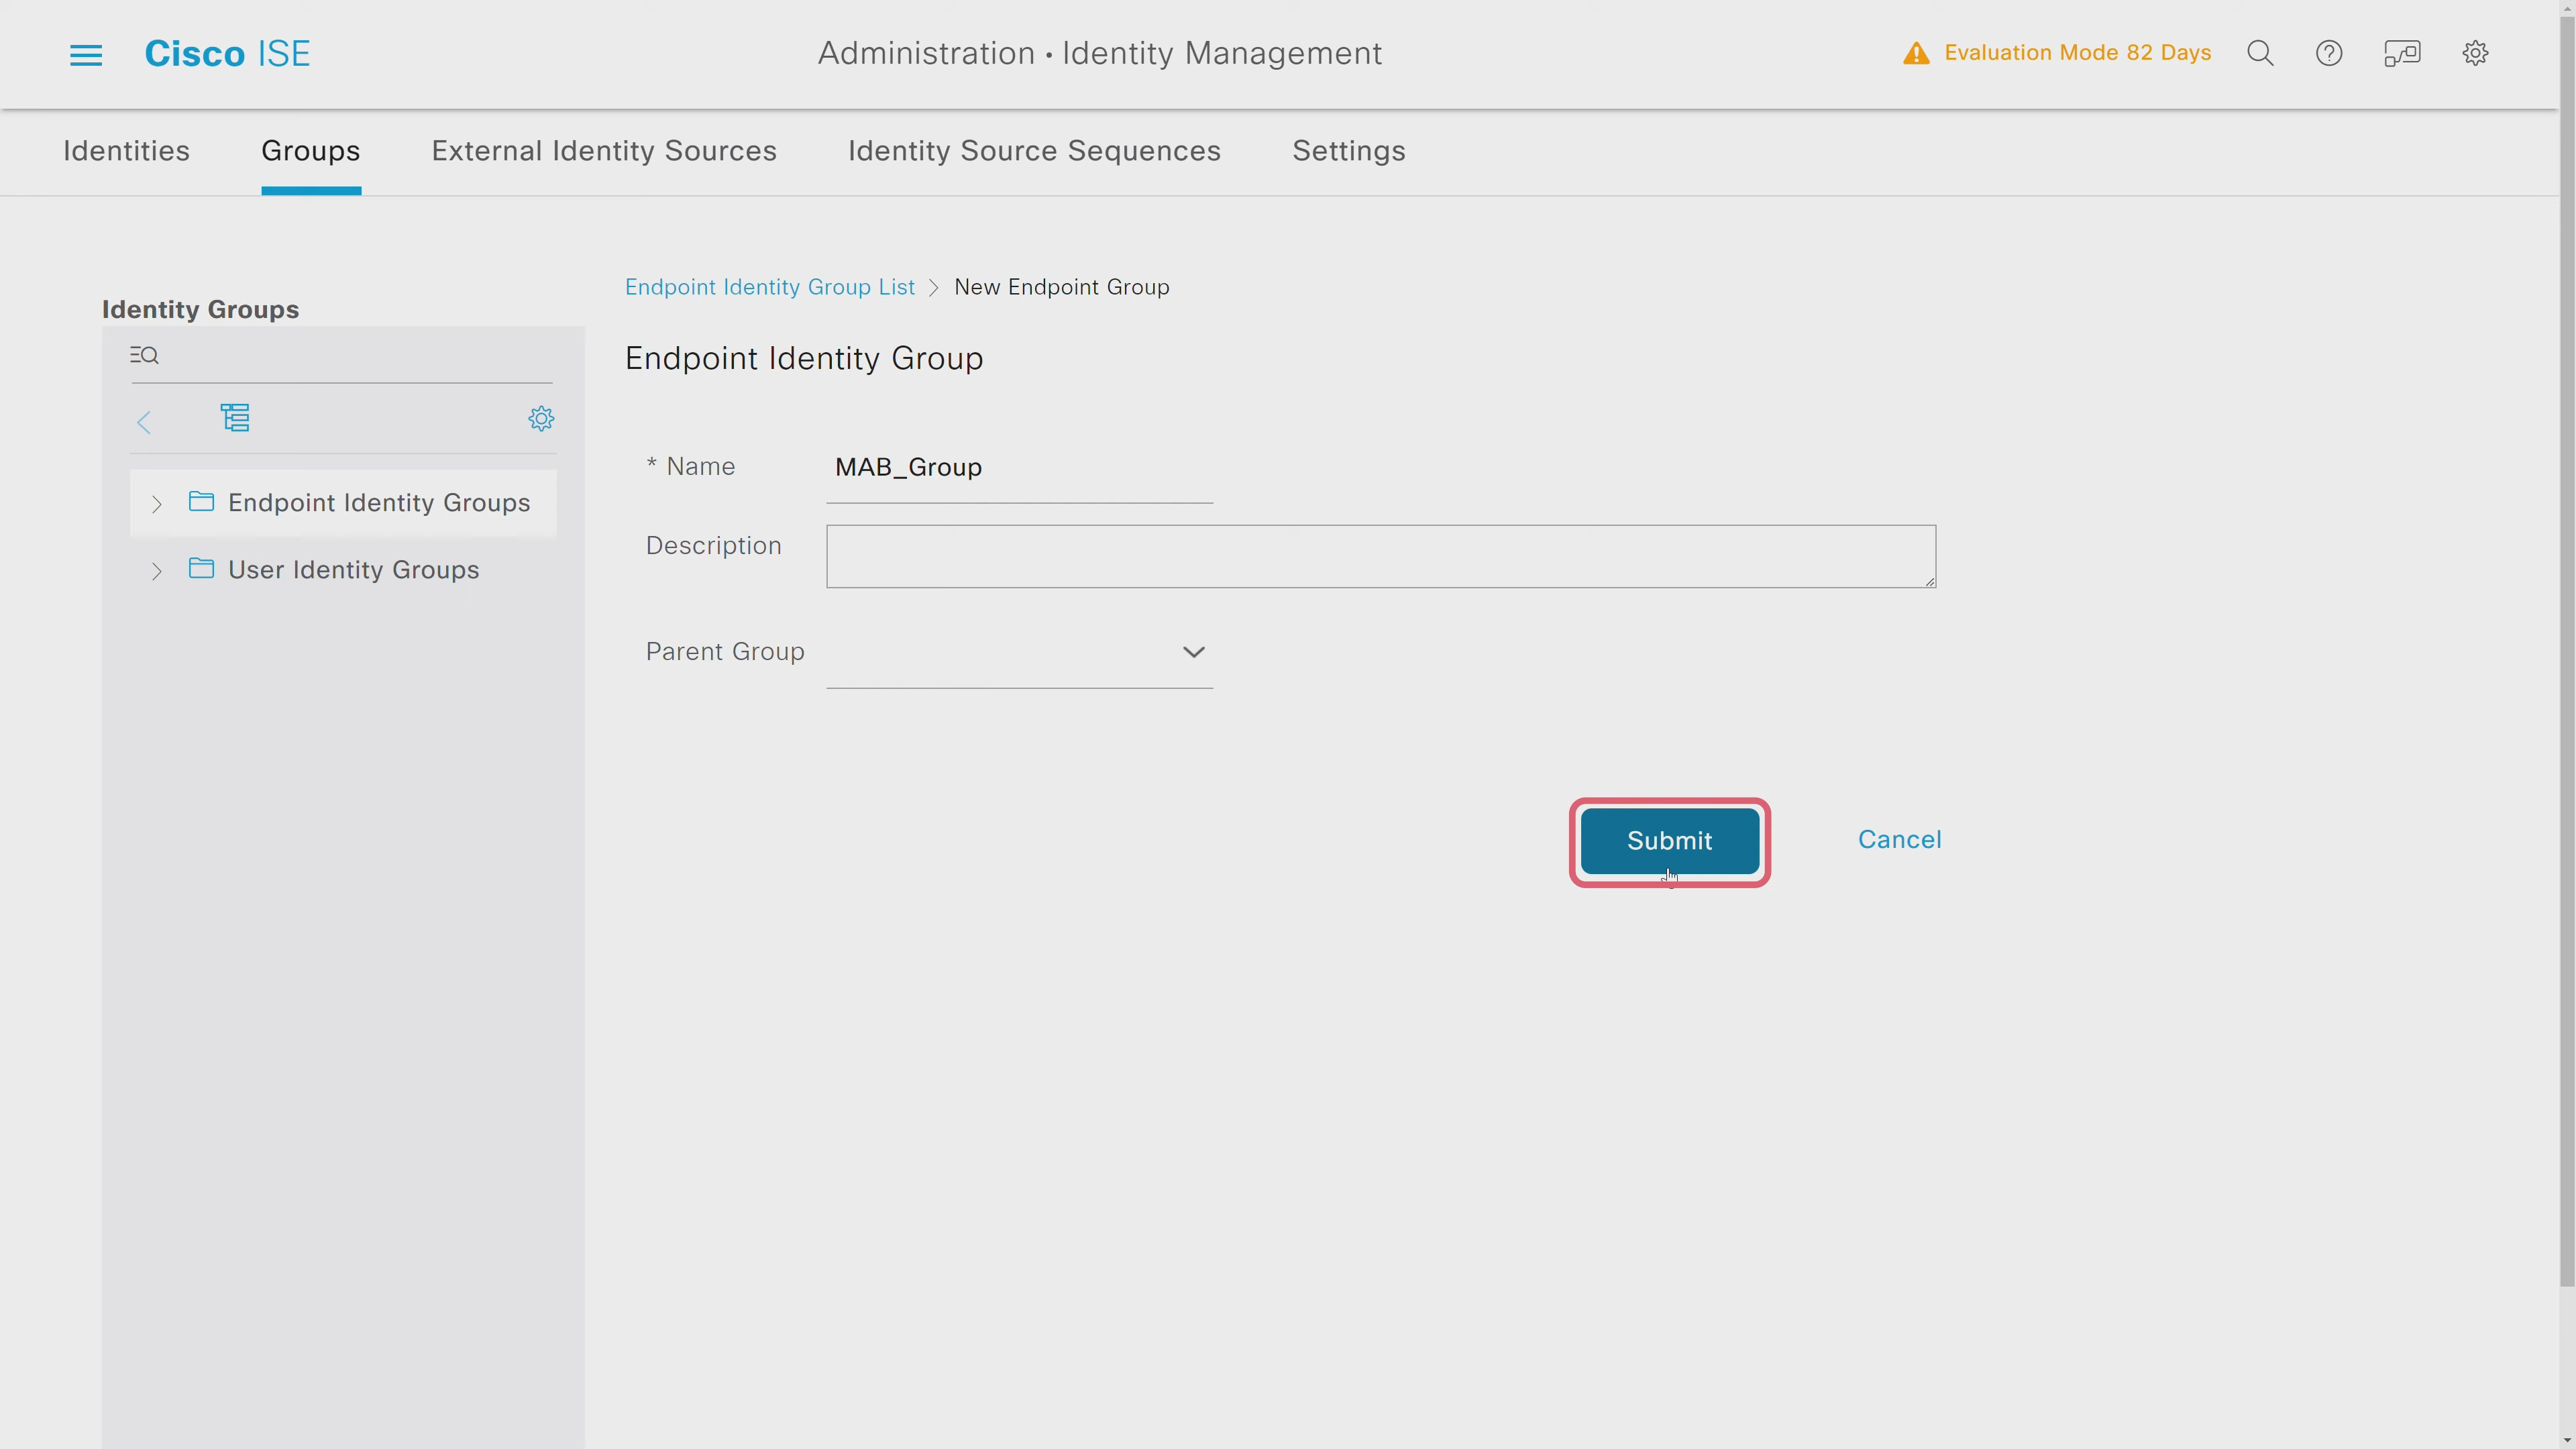 Cisco ISE
Administration · Identity Management
Evaluation Mode 82 Days
Identities
Groups
External Identity Sources
Identity Source Sequences
Settings
Identity Groups
Endpoint Identity Groups
User Identity Groups
Endpoint Identity Group List > New Endpoint Group
Endpoint Identity Group
* Name
MAB_Group
Description
Parent Group
Submit
Cancel